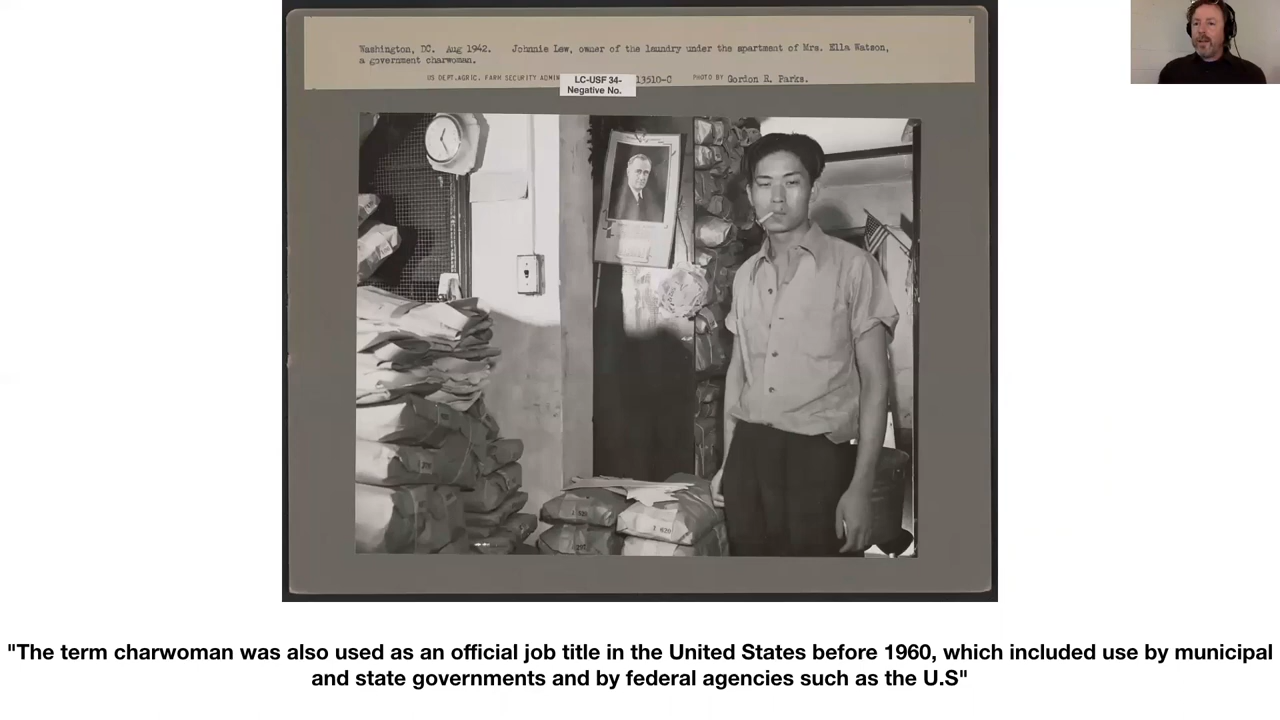 Washington, DC. Aug 1942. Johnnie Lew, owner of the laundry under the apartment of Mrs. Ella Watson,
a government charwoman.
US DEPT.AGRIC. FARM SECURITY ADMIN 13510-C PHOTO BY Gordon R. Parks.
LC-USF 34-
Negative No.
"The term charwoman was also used as an official job title in the United States before 1960, which included use by municipal
and state governments and by federal agencies such as the U.S"